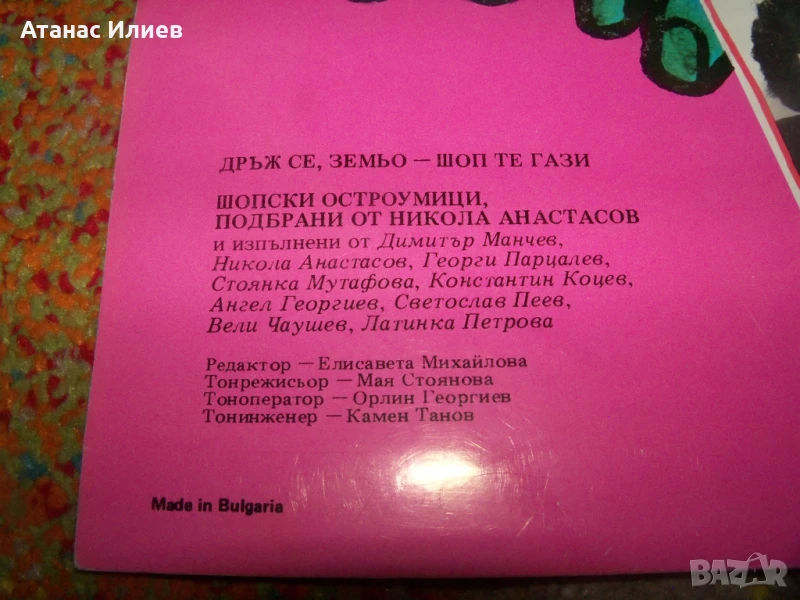 Атанас Илиев
ДРЪЖ СЕ, ЗЕМЬО — ШОП ТЕ ГАЗИ
ШОПСКИ ОСТРОУМИЦИ,
ПОДБРАНИ ОТ НИКОЛА АНАСТАСОВ
и изпълнени от Димитър Манчев,
Никола Анастасов, Георги Парцалев,
Стоянка Мутафова, Константин Коцев,
Ангел Георгиев, Светослав Пеев,
Вели Чаушев, Латинка Петрова
Редактор — Елисавета Михайлова
Тонрежисьор — Мая Стоянова
Тоноператор — Орлин Георгиев
Тонинженер — Камен Танов
Made in Bulgaria
BAZAR